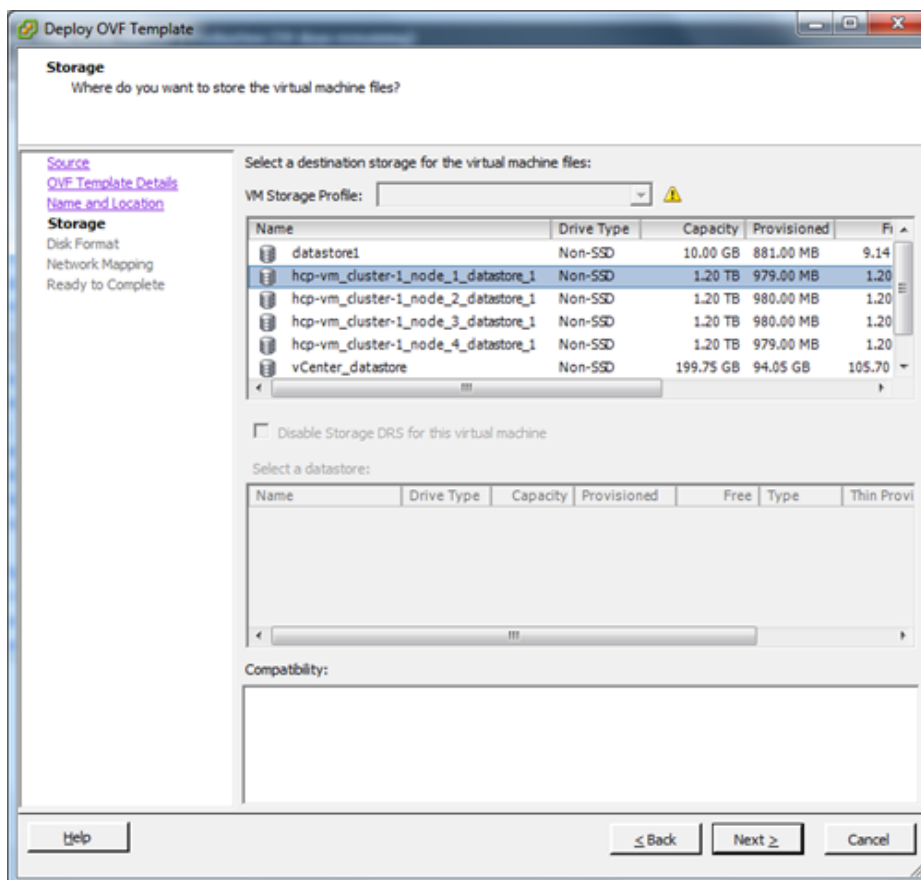 Deploy OVF Template
Storage
Where do you want to store the virtual machine files?
Source
OVF Template Details
Name and Location
Storage
Disk Format
Network Mapping
Ready to Complete
Select a destination storage for the virtual machine files:
VM Storage Profile:
Name Drive Type Capacity Provisioned
datastore1 Non-SSD 10.00 GB 881.00 MB 9.14
hcp-vm_cluster-1_node_1_datastore_1 Non-SSD 1.20 TB 979.00 MB 1.20
hcp-vm_cluster-1_node_2_datastore_1 Non-SSD 1.20 TB 980.00 MB 1.20
hcp-vm_cluster-1_node_3_datastore_1 Non-SSD 1.20 TB 980.00 MB 1.20
hcp-vm_cluster-1_node_4_datastore_1 Non-SSD 1.20 TB 979.00 MB 1.20
vCenter_datastore Non-SSD 199.75 GB 94.05 GB 105.70
Disable Storage DRS for this virtual machine
Select a datastore:
Name Drive Type Capacity Provisioned Free Type Thin Provi
Compatibility:
Help < Back Next > Cancel